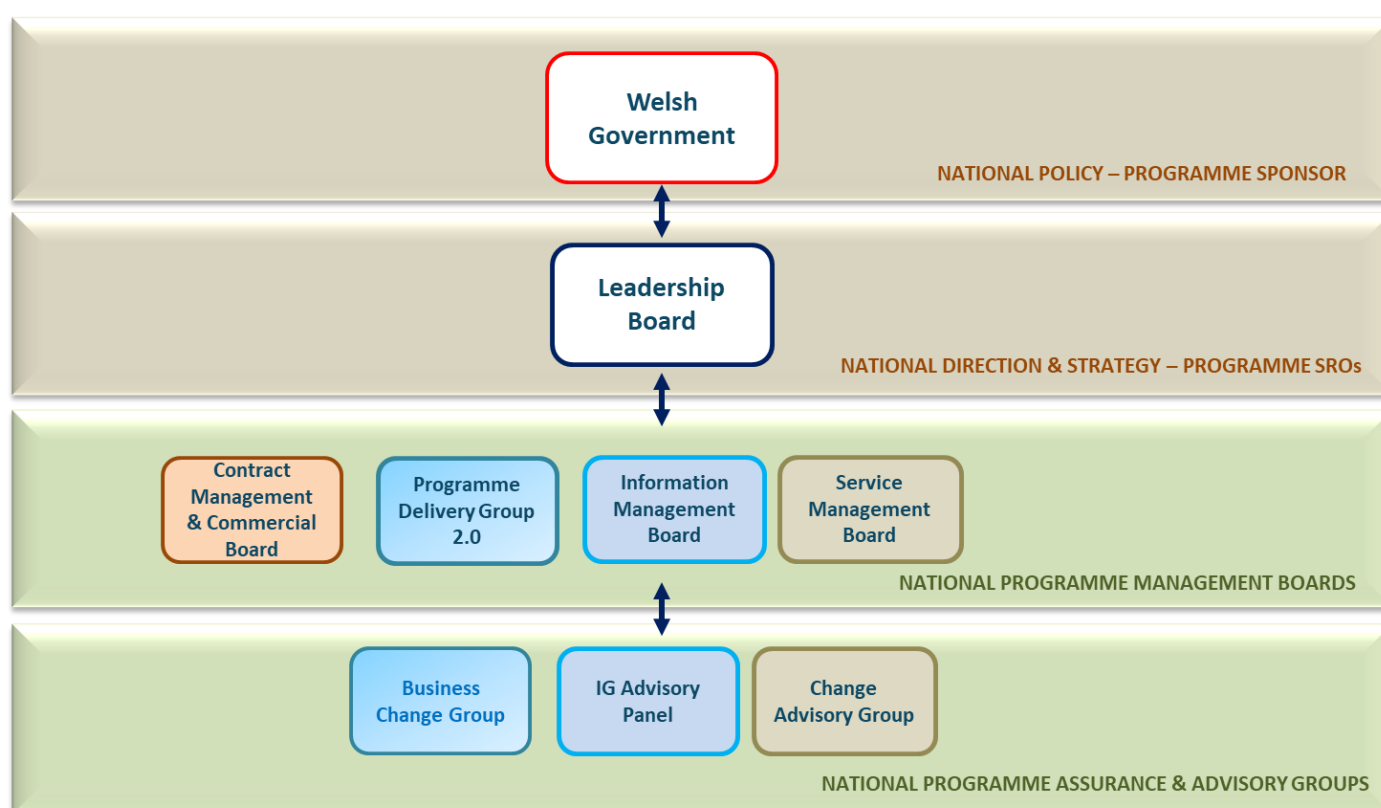 Welsh
Government
NATIONAL POLICY – PROGRAMME SPONSOR
Leadership
Board
NATIONAL DIRECTION & STRATEGY – PROGRAMME SROs
Contract
Management
& Commercial
Board
Programme
Delivery Group
2.0
Information
Management
Board
Service
Management
Board
NATIONAL PROGRAMME MANAGEMENT BOARDS
Business
Change Group
IG Advisory
Panel
Change
Advisory Group
NATIONAL PROGRAMME ASSURANCE & ADVISORY GROUPS